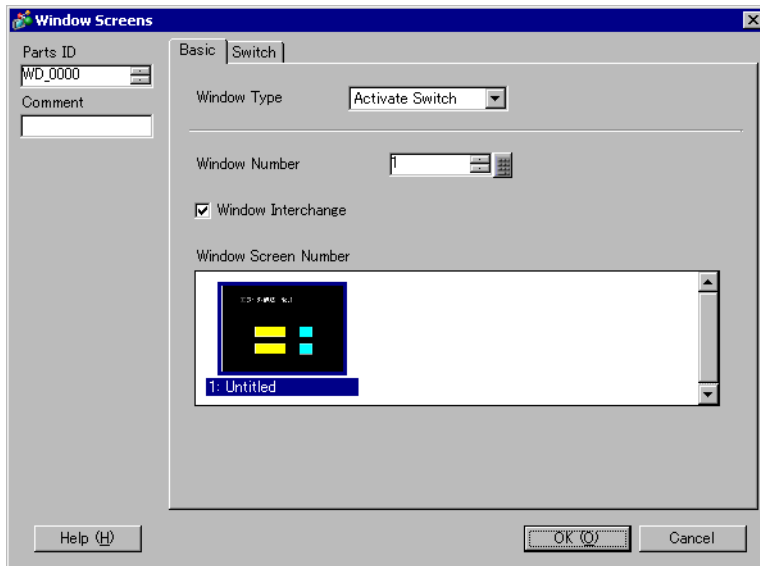 Window Screens
Parts ID
WD_0000
Comment
Basic
Switch
Window Type
Activate Switch
Window Number
1
Window Interchange
Window Screen Number
1: Untitled
Help (H)
OK (O)
Cancel